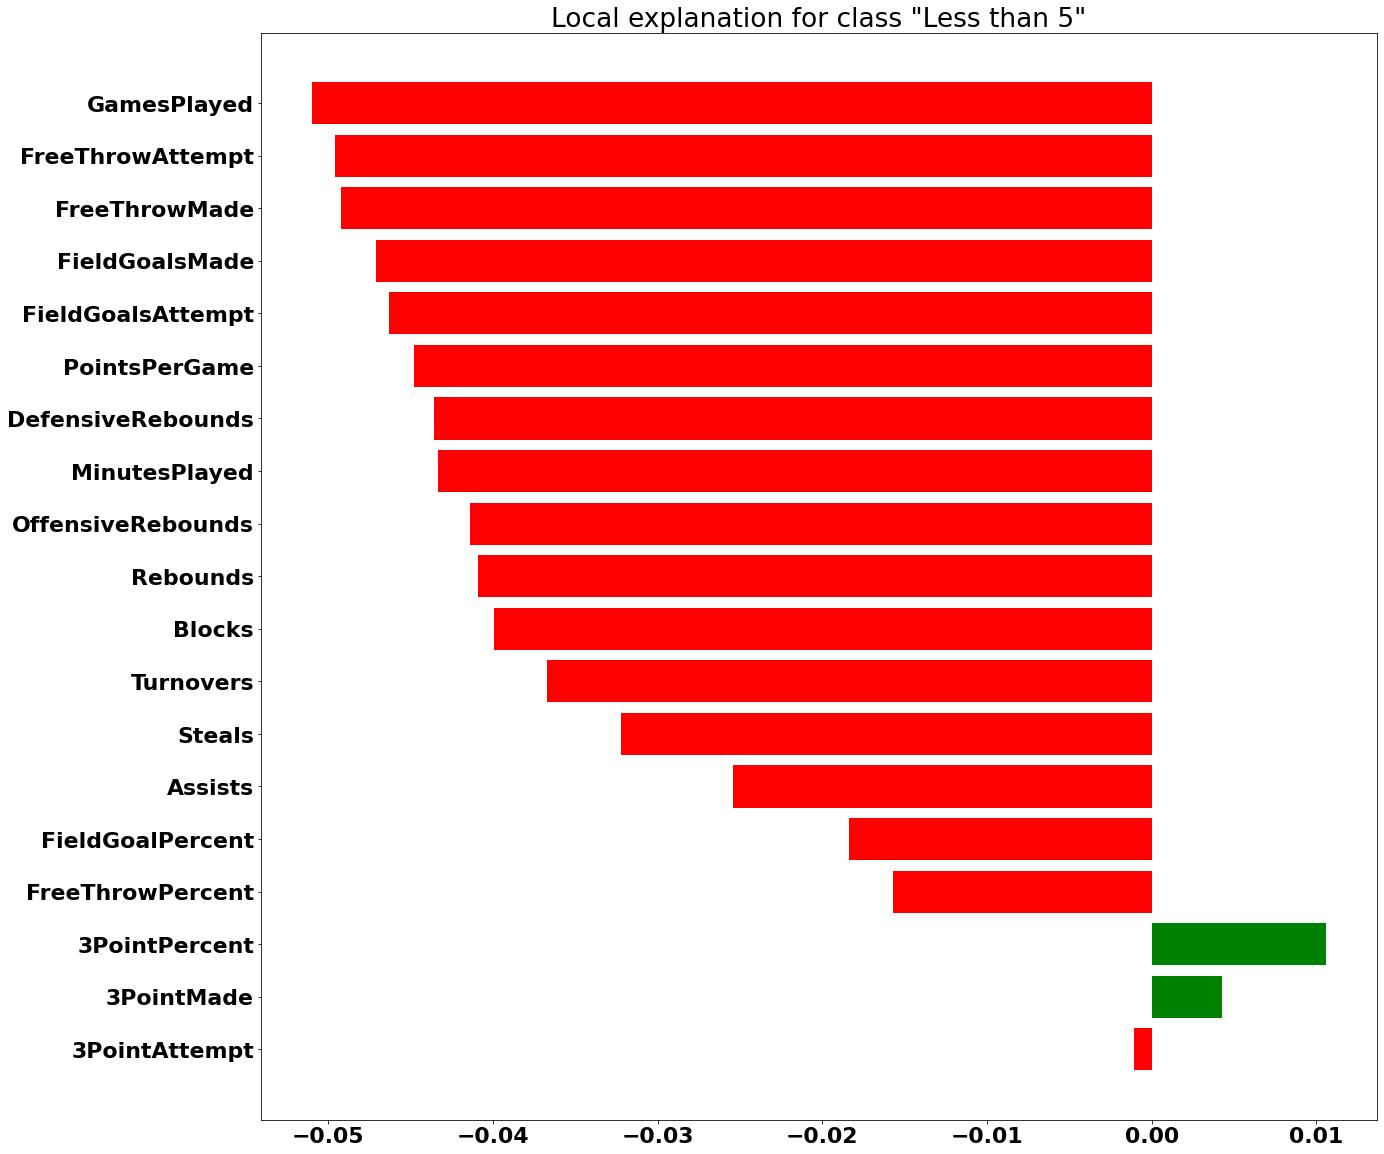 Local explanation for class "Less than 5"
GamesPlayed
FreeThrowAttempt
FreeThrowMade
FieldGoalsMade
FieldGoalsAttempt
PointsPerGame
DefensiveRebounds
MinutesPlayed
OffensiveRebounds
Rebounds
Blocks
Turnovers
Steals
Assists
FieldGoalPercent
FreeThrowPercent
3PointPercent
3PointMade
3PointAttempt
−0.05 −0.04 −0.03 −0.02 −0.01 0.00 0.01